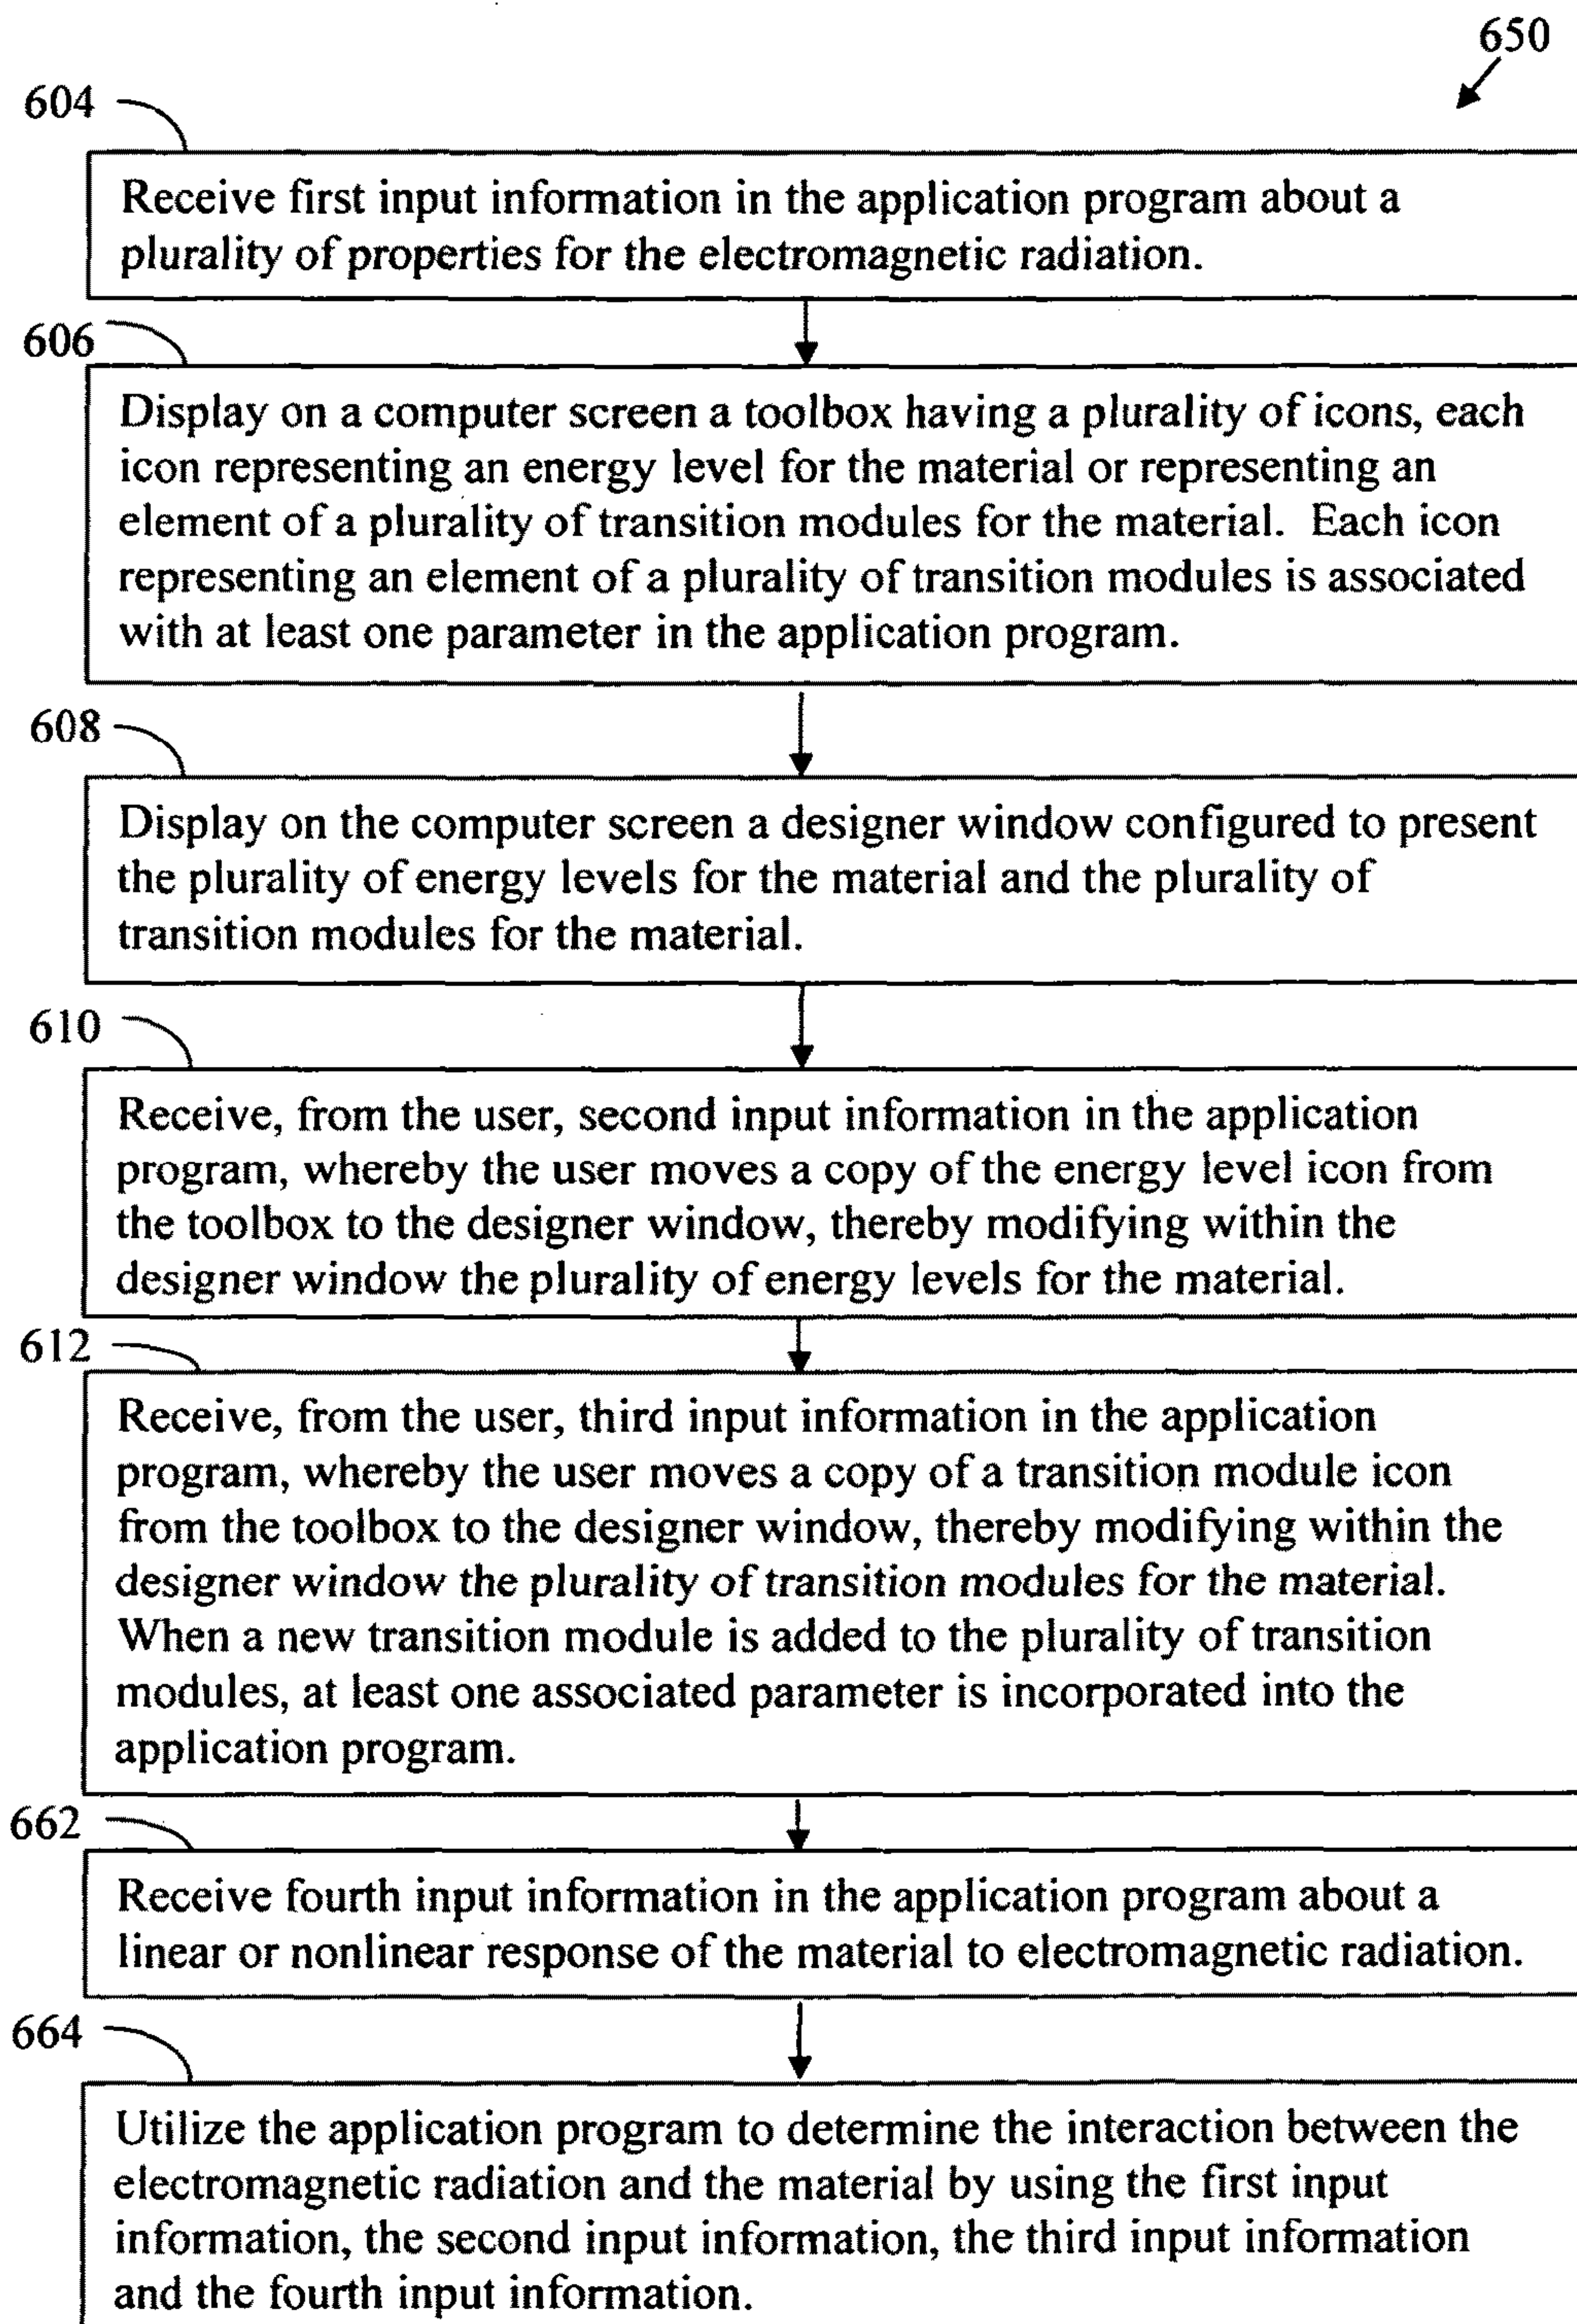 650
604
Receive first input information in the application program about a
plurality of properties for the electromagnetic radiation.
606
Display on a computer screen a toolbox having a plurality of icons, each
icon representing an energy level for the material or representing an
element of a plurality of transition modules for the material. Each icon
representing an element of a plurality of transition modules is associated
with at least one parameter in the application program.
608
Display on the computer screen a designer window configured to present
the plurality of energy levels for the material and the plurality of
transition modules for the material.
610
Receive, from the user, second input information in the application
program, whereby the user moves a copy of the energy level icon from
the toolbox to the designer window, thereby modifying within the
designer window the plurality of energy levels for the material.
612
Receive, from the user, third input information in the application
program, whereby the user moves a copy of a transition module icon
from the toolbox to the designer window, thereby modifying within the
designer window the plurality of transition modules for the material.
When a new transition module is added to the plurality of transition
modules, at least one associated parameter is incorporated into the
application program.
662
Receive fourth input information in the application program about a
linear or nonlinear response of the material to electromagnetic radiation.
664
Utilize the application program to determine the interaction between the
electromagnetic radiation and the material by using the first input
information, the second input information, the third input information
and the fourth input information.